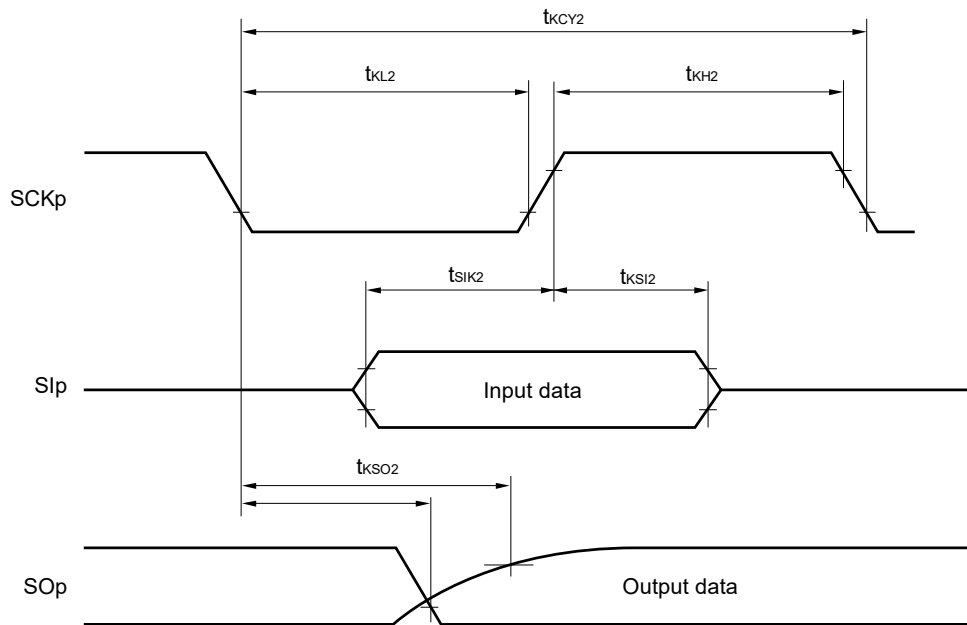 tKCY2
tKL2
tKH2
SCKp
tSIK2
tKSI2
SIp
Input data
tKSO2
SOp
Output data